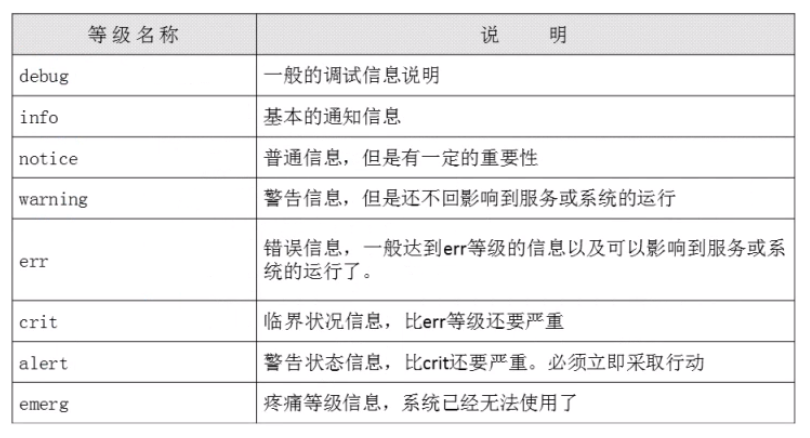 等级名称 说 明
debug 一般的调试信息说明
info 基本的通知信息
notice 普通信息，但是有一定的重要性
warning 警告信息，但是还不回影响到服务或系统的运行
err 错误信息，一般达到err等级的信息以及可以影响到服务或系
统的运行了。
crit 临界状况信息，比err等级还要严重
alert 警告状态信息，比crit还要严重。必须立即采取行动
emerg 疼痛等级信息，系统已经无法使用了